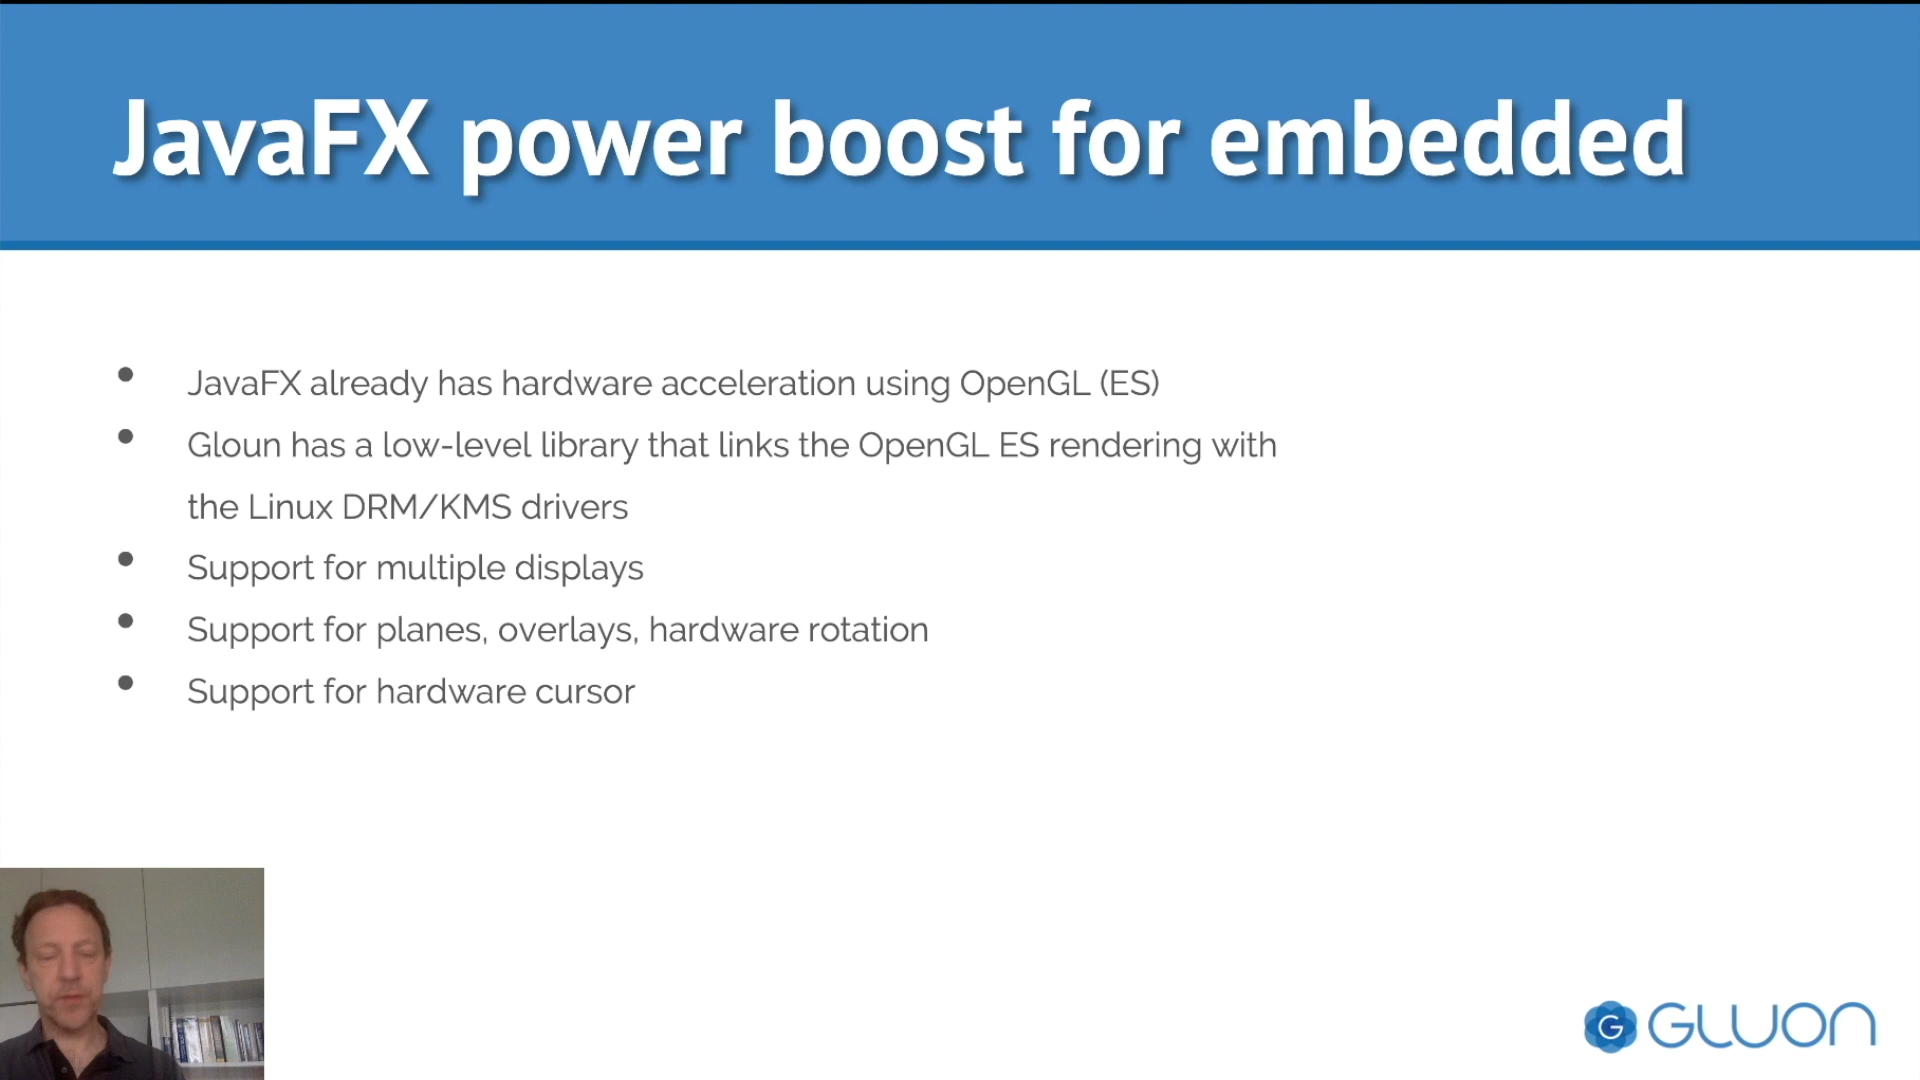 JavaFX power boost for embedded
• JavaFX already has hardware acceleration using OpenGL (ES)
• Gloun has a low-level library that links the OpenGL ES rendering with
the Linux DRM/KMS drivers
• Support for multiple displays
• Support for planes, overlays, hardware rotation
• Support for hardware cursor
G GLUON